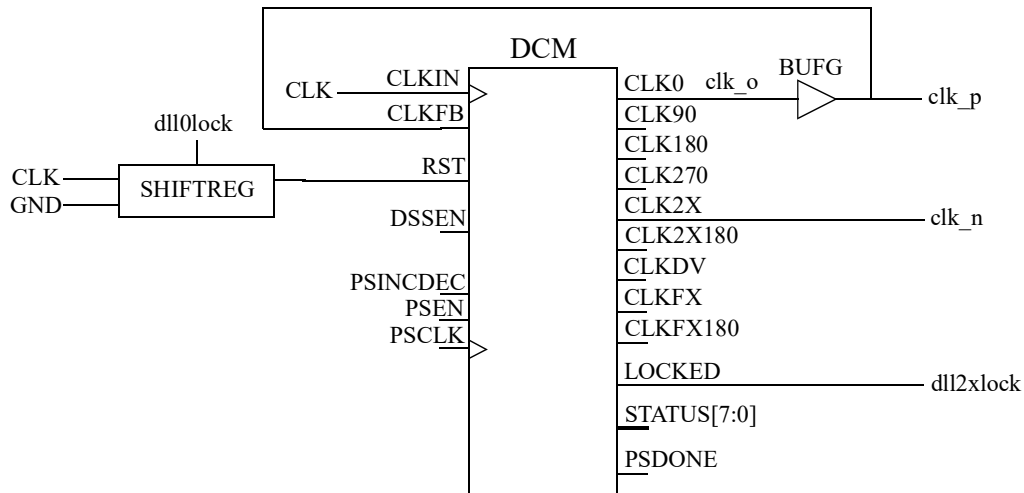 DCM
CLK
CLKIN
CLKFB
CLK0
clk_o
BUFG
clk_p
CLK90
dll0lock
CLK180
CLK
GND
SHIFTREG
RST
CLK270
CLK2X
clk_n
DSSEN
CLK2X180
CLKDV
PSINCDEC
CLKFX
PSEN
CLKFX180
PSCLK
LOCKED
dll2xlock
STATUS[7:0]
PSDONE